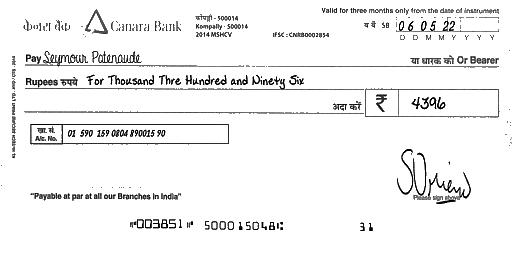 केनरा बैंक Canara Bank
कोंपल्ली - 500014
Kompally - 500014
2014 MSHCV
IFSC : CNRB0002854
Valid for three months only from the date of instrument
SB 06 05 22
D D M M Y Y Y Y
Pay Seymour Patenaude या धारक को Or Bearer
Rupees रुपये For Thousand Thre Hundred and Ninety Six
अदा करें ₹ 4396
खा. सं.
A/c. No. 01 590 159 0804 890015 90
Please sign above
"Payable at par at all our Branches in India"
⑈003851⑈ 500015048⑆ 31